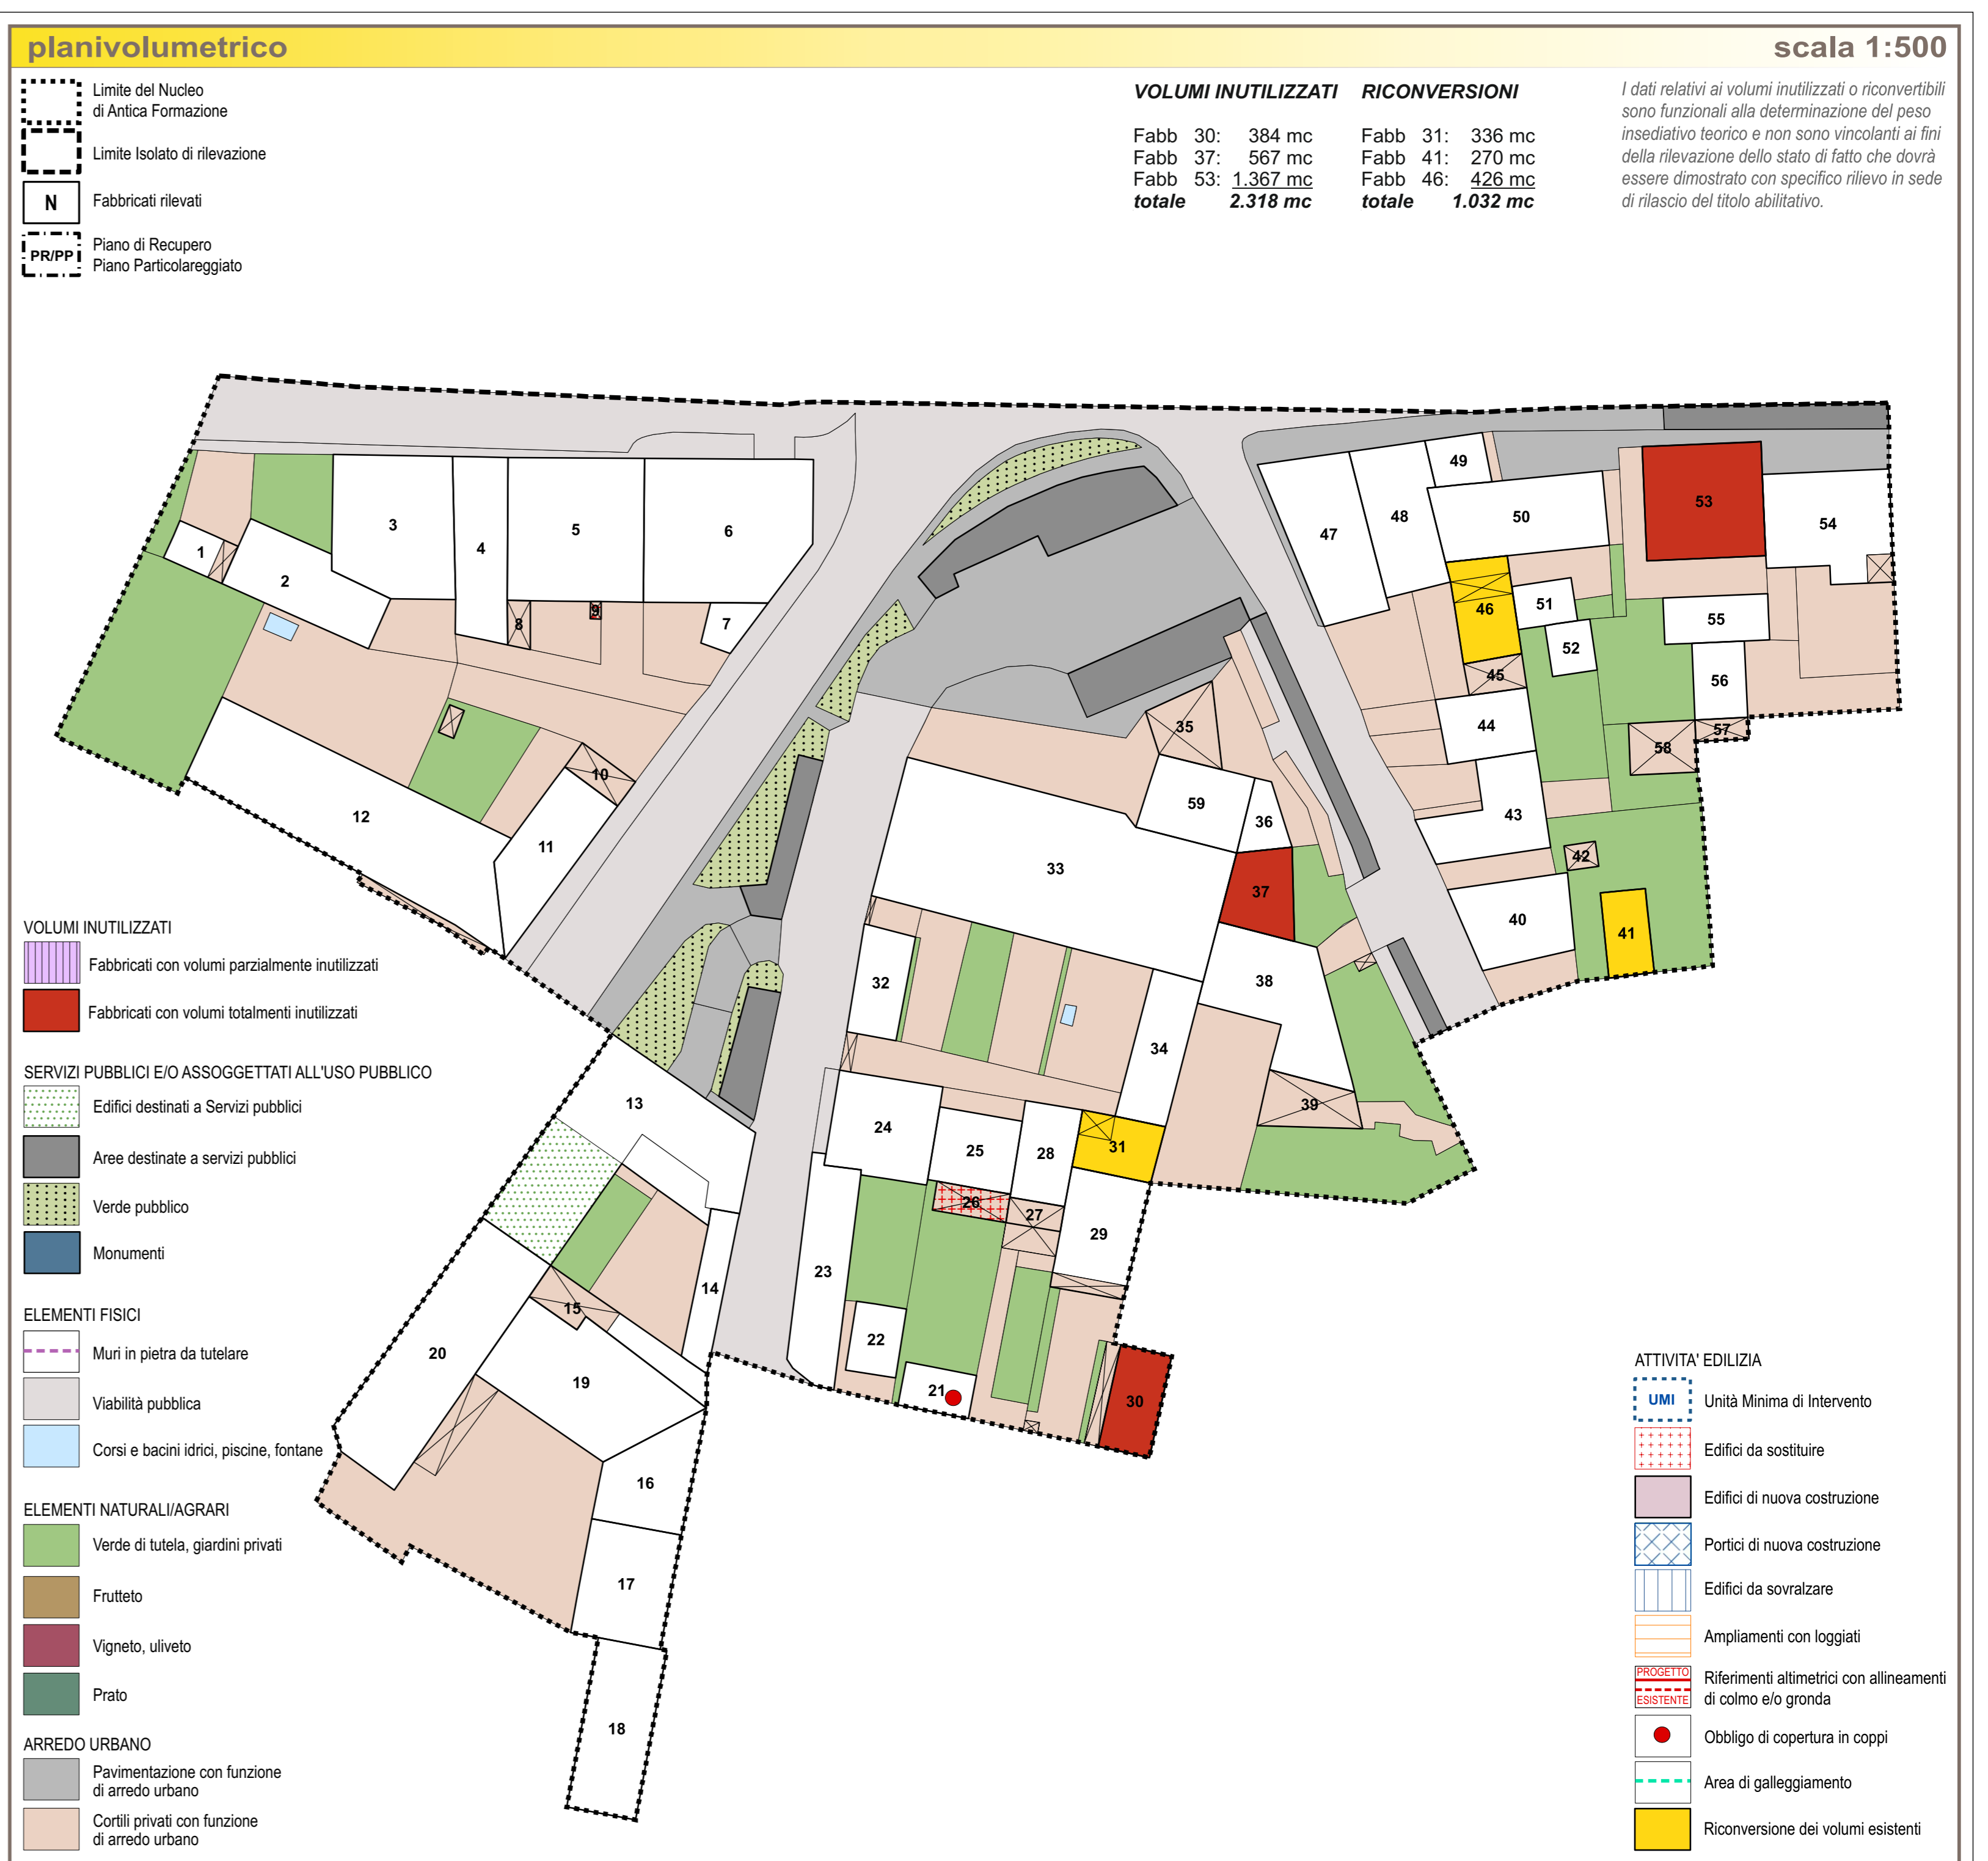 planivolumetrico
scala 1:500
Limite del Nucleo
di Antica Formazione
Limite Isolato di rilevazione
N
Fabbricati rilevati
PR/PP
Piano di Recupero
Piano Particolareggiato
VOLUMI INUTILIZZATI
Fabb 30: 384 mc
Fabb 37: 567 mc
Fabb 53: 1.367 mc
totale 2.318 mc
RICONVERSIONI
Fabb 31: 336 mc
Fabb 41: 270 mc
Fabb 46: 426 mc
totale 1.032 mc
I dati relativi ai volumi inutilizzati o riconvertibili
sono funzionali alla determinazione del peso
insediativo teorico e non sono vincolanti ai fini
della rilevazione dello stato di fatto che dovrà
essere dimostrato con specifico rilievo in sede
di rilascio del titolo abilitativo.
1
2
3
4
5
6
7
8
9
10
11
12
13
14
15
16
17
18
19
20
21
22
23
24
25
26
27
28
29
30
31
32
33
34
35
36
37
38
39
40
41
42
43
44
45
46
47
48
49
50
51
52
53
54
55
56
57
58
59
VOLUMI INUTILIZZATI
Fabbricati con volumi parzialmente inutilizzati
Fabbricati con volumi totalmenti inutilizzati
SERVIZI PUBBLICI E/O ASSOGGETTATI ALL'USO PUBBLICO
Edifici destinati a Servizi pubblici
Aree destinate a servizi pubblici
Verde pubblico
Monumenti
ELEMENTI FISICI
Muri in pietra da tutelare
Viabilità pubblica
Corsi e bacini idrici, piscine, fontane
ELEMENTI NATURALI/AGRARI
Verde di tutela, giardini privati
Frutteto
Vigneto, uliveto
Prato
ARREDO URBANO
Pavimentazione con funzione
di arredo urbano
Cortili privati con funzione
di arredo urbano
ATTIVITA' EDILIZIA
UMI
Unità Minima di Intervento
Edifici da sostituire
Edifici di nuova costruzione
Portici di nuova costruzione
Edifici da sovralzare
Ampliamenti con loggiati
PROGETTO
ESISTENTE
Riferimenti altimetrici con allineamenti
di colmo e/o gronda
Obbligo di copertura in coppi
Area di galleggiamento
Riconversione dei volumi esistenti